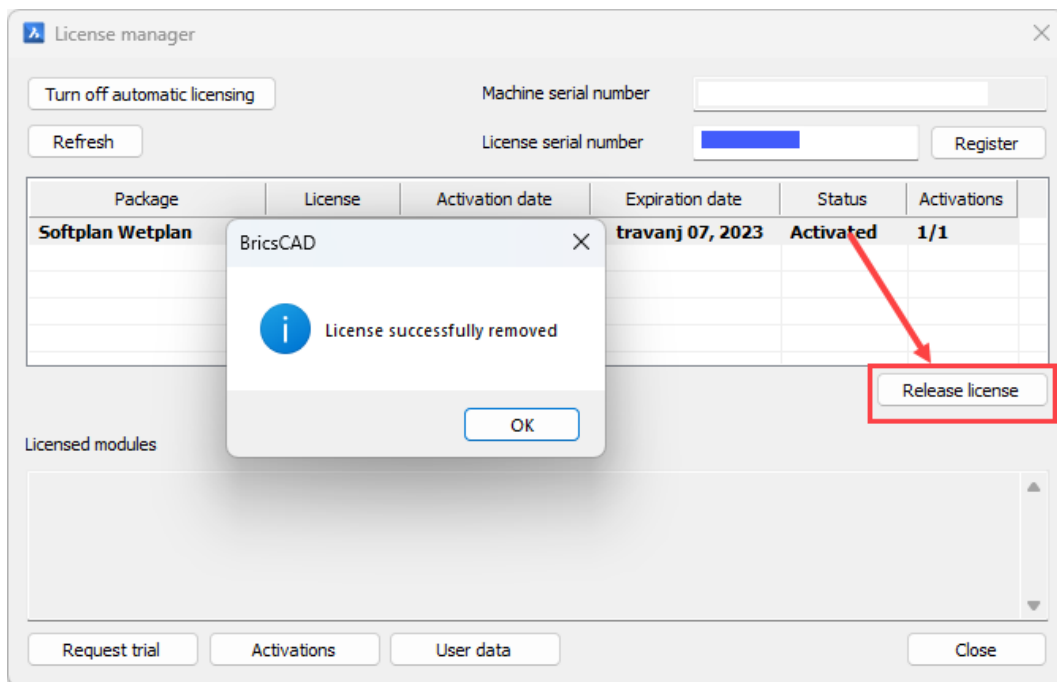 License manager
Turn off automatic licensing
Machine serial number
Refresh
License serial number
Register
Package License Activation date Expiration date Status Activations
Softplan Wetplan travanj 07, 2023 Activated 1/1
BricsCAD
License successfully removed
OK
Release license
Licensed modules
Request trial Activations User data Close